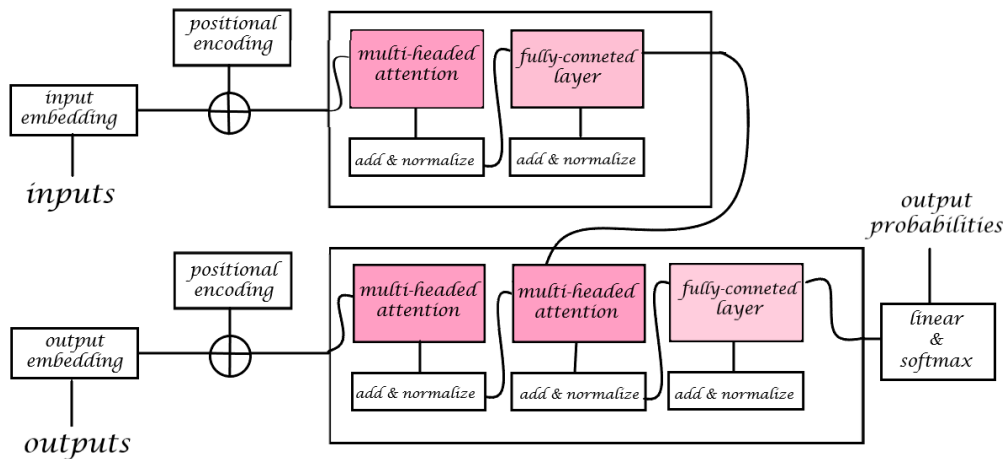 positional
encoding
multi-headed
attention
fully-conneted
layer
input
embedding
add & normalize
add & normalize
inputs
output
probabilities
positional
encoding
multi-headed
attention
multi-headed
attention
fully-conneted
layer
linear
&
softmax
output
embedding
add & normalize
add & normalize
add & normalize
outputs